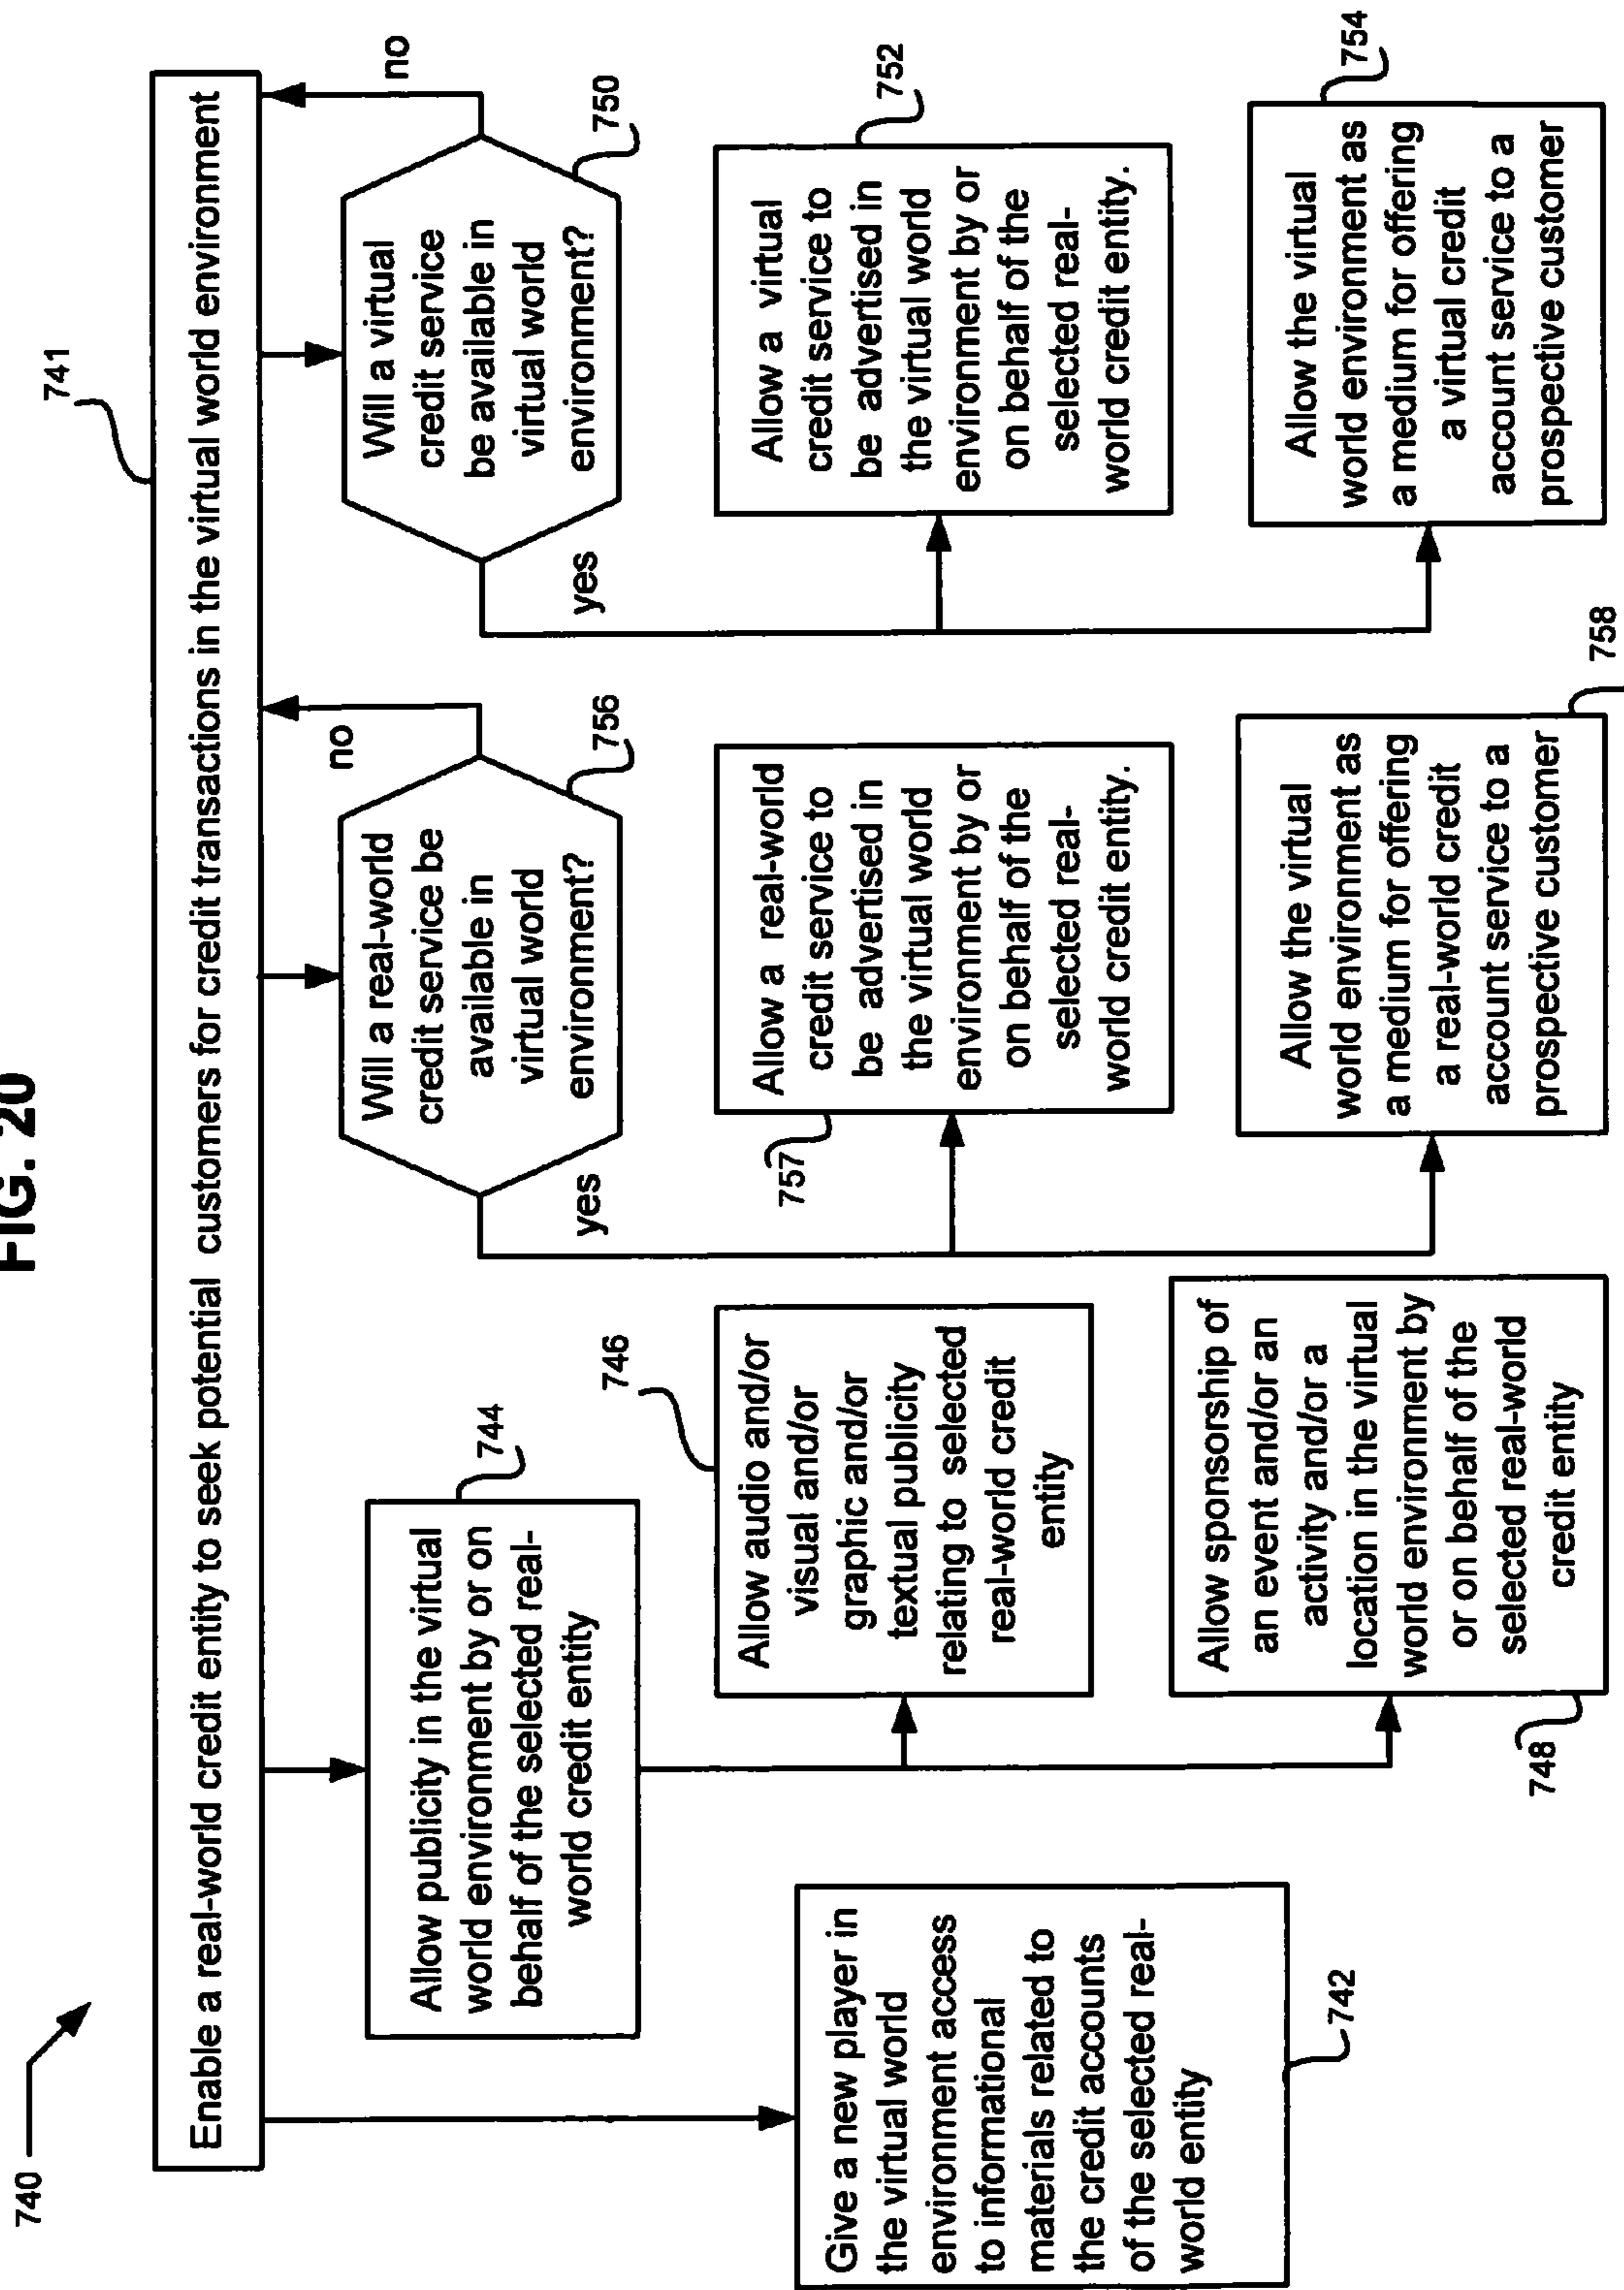 FIG. 20
740
741
Enable a real-world credit entity to seek potential customers for credit transactions in the virtual world environment
Give a new player in
the virtual world
environment access
to informational
materials related to
the credit accounts
of the selected real-
world entity
742
Allow publicity in the virtual
world environment by or on
behalf of the selected real-
world credit entity
744
Allow audio and/or
visual and/or
graphic and/or
textual publicity
relating to selected
real-world credit
entity
746
Allow sponsorship of
an event and/or an
activity and/or a
location in the virtual
world environment by
or on behalf of the
selected real-world
credit entity
748
Will a real-world
credit service be
available in
virtual world
environment?
no
756
yes
Allow a real-world
credit service to
be advertised in
the virtual world
environment by or
on behalf of the
selected real-
world credit entity.
757
Allow the virtual
world environment as
a medium for offering
a real-world credit
account service to a
prospective customer
758
Will a virtual
credit service
be available in
virtual world
environment?
no
750
yes
Allow a virtual
credit service to
be advertised in
the virtual world
environment by or
on behalf of the
selected real-
world credit entity.
752
Allow the virtual
world environment as
a medium for offering
a virtual credit
account service to a
prospective customer
754